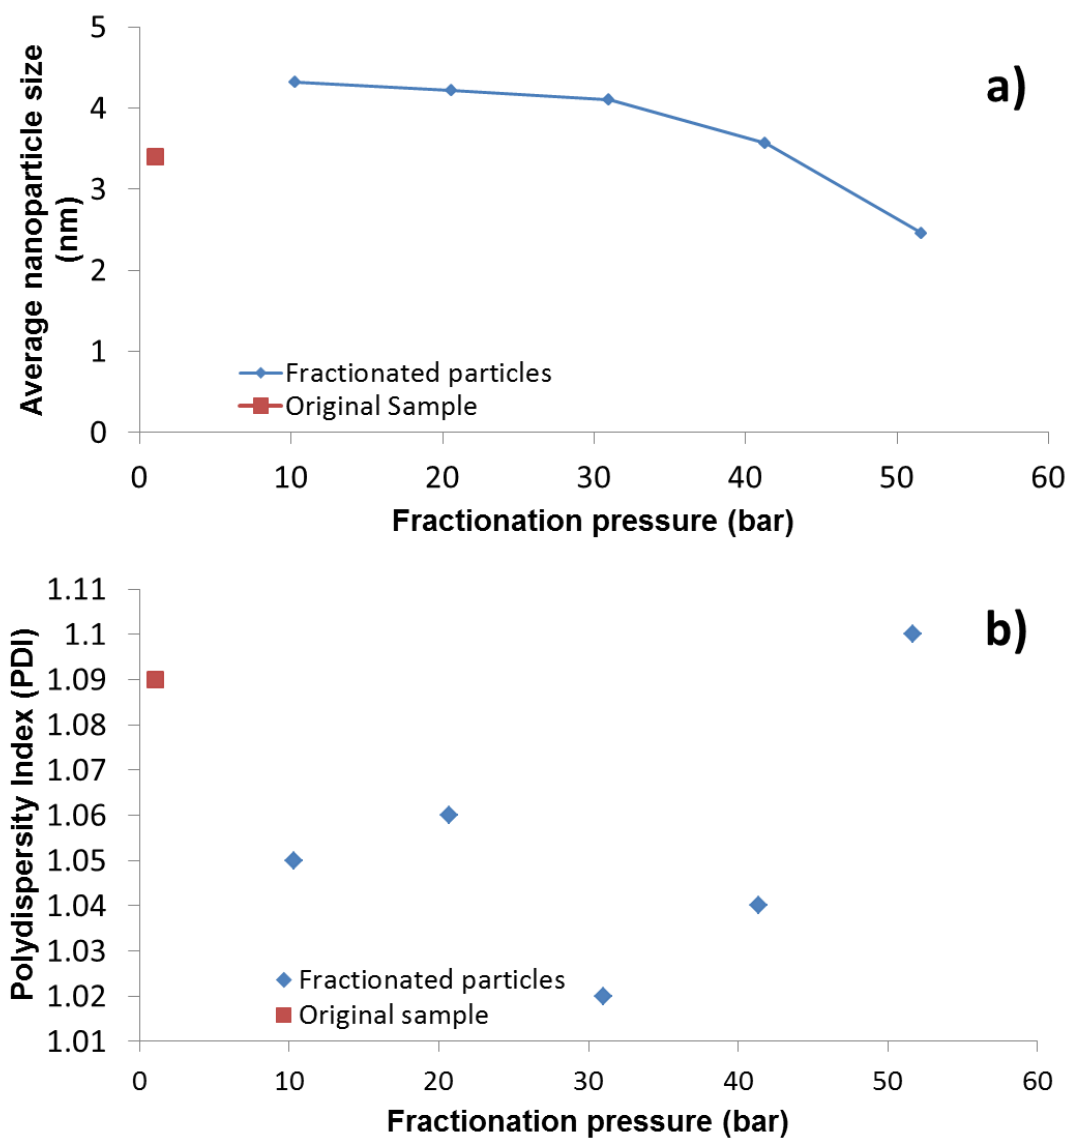 5
4
3
2
1
0
Average nanoparticle size
(nm)
a)
Fractionated particles
Original Sample
0 10 20 30 40 50 60
Fractionation pressure (bar)
1.11
1.1
1.09
1.08
1.07
1.06
1.05
1.04
1.03
1.02
1.01
Polydispersity Index (PDI)
b)
Fractionated particles
Original sample
0 10 20 30 40 50 60
Fractionation pressure (bar)